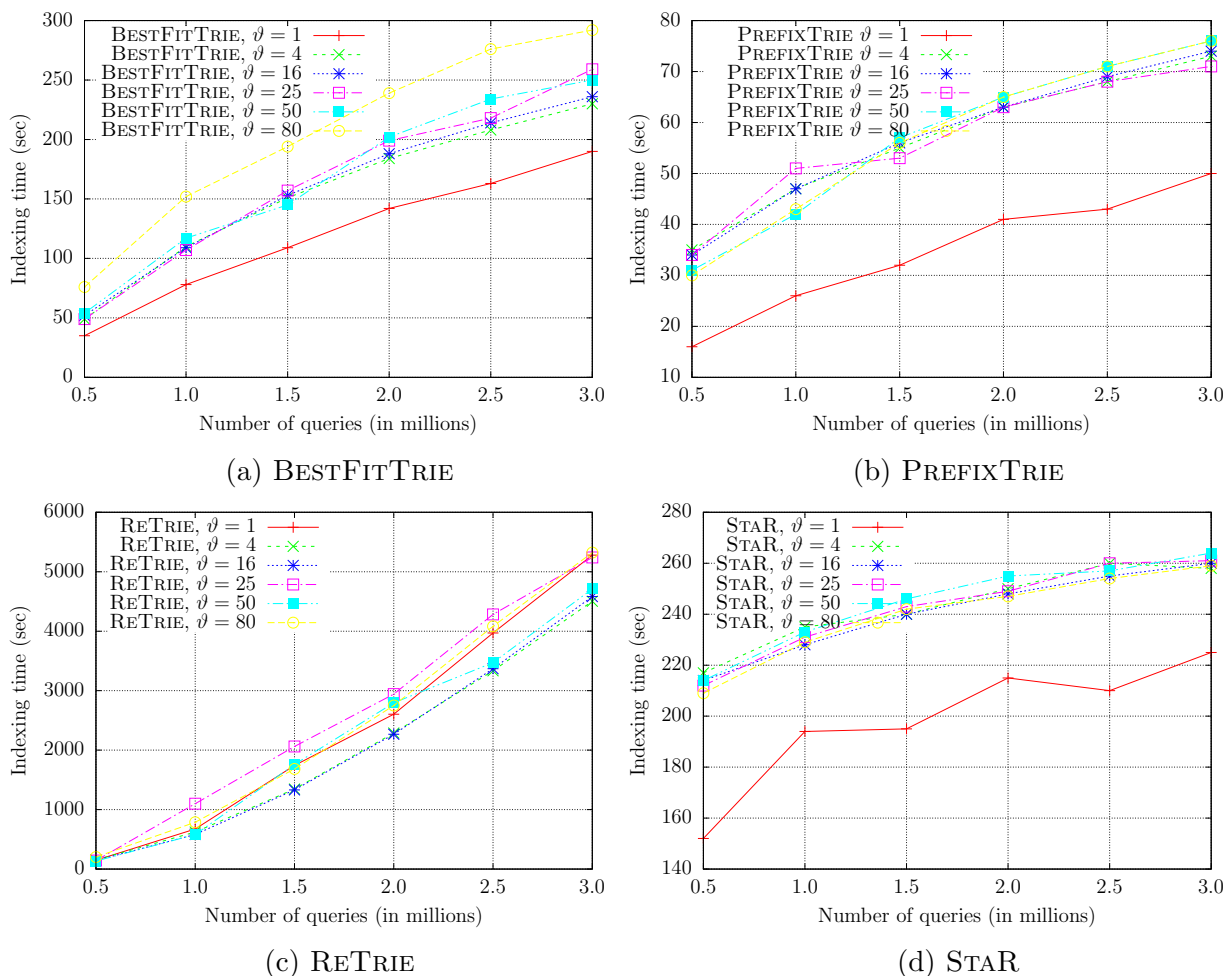 300
250
200
150
100
50
0
Indexing time (sec)
BESTFITTRIE, ϑ = 1
BESTFITTRIE, ϑ = 4
BESTFITTRIE, ϑ = 16
BESTFITTRIE, ϑ = 25
BESTFITTRIE, ϑ = 50
BESTFITTRIE, ϑ = 80
0.5 1.0 1.5 2.0 2.5 3.0
Number of queries (in millions)
(a) BESTFITTRIE
80
70
60
50
40
30
20
10
Indexing time (sec)
PREFIXTRIE ϑ = 1
PREFIXTRIE ϑ = 4
PREFIXTRIE ϑ = 16
PREFIXTRIE ϑ = 25
PREFIXTRIE ϑ = 50
PREFIXTRIE ϑ = 80
0.5 1.0 1.5 2.0 2.5 3.0
Number of queries (in millions)
(b) PREFIXTRIE
6000
5000
4000
3000
2000
1000
0
Indexing time (sec)
RETRIE, ϑ = 1
RETRIE, ϑ = 4
RETRIE, ϑ = 16
RETRIE, ϑ = 25
RETRIE, ϑ = 50
RETRIE, ϑ = 80
0.5 1.0 1.5 2.0 2.5 3.0
Number of queries (in millions)
(c) RETRIE
280
260
240
220
200
180
160
140
Indexing time (sec)
STAR, ϑ = 1
STAR, ϑ = 4
STAR, ϑ = 16
STAR, ϑ = 25
STAR, ϑ = 50
STAR, ϑ = 80
0.5 1.0 1.5 2.0 2.5 3.0
Number of queries (in millions)
(d) STAR